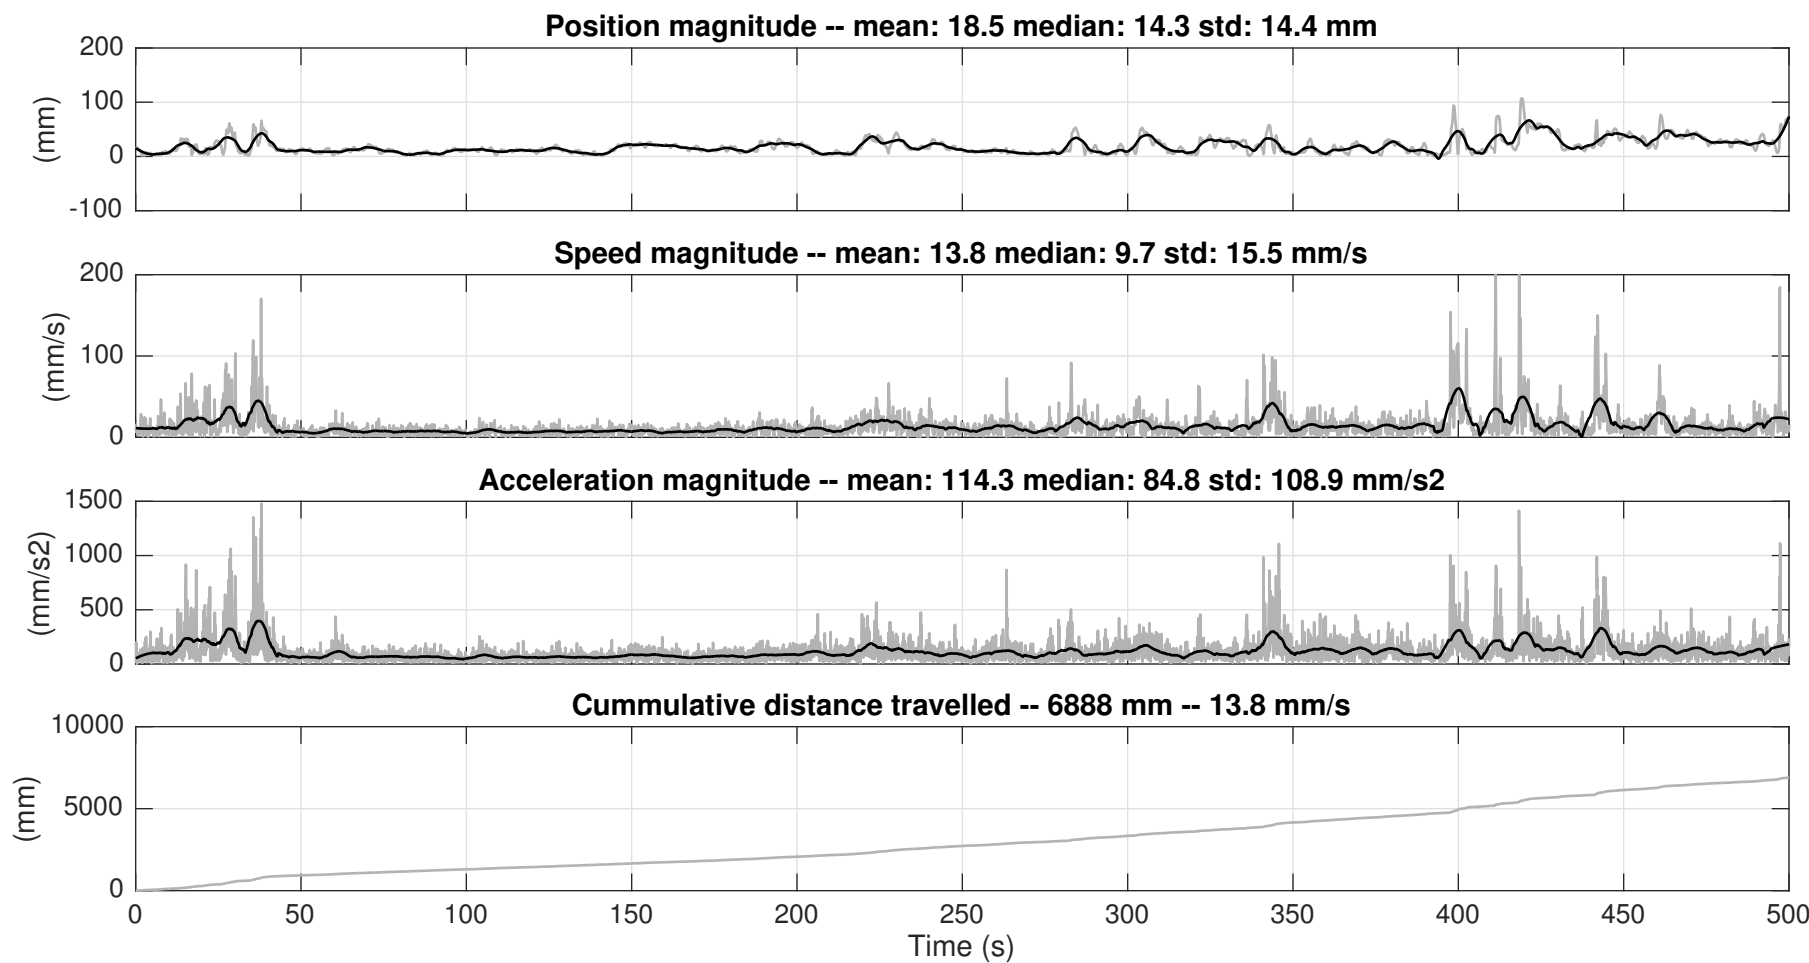 Position magnitude -- mean: 18.5 median: 14.3 std: 14.4 mm
200
100
0
-100
(mm)
Speed magnitude -- mean: 13.8 median: 9.7 std: 15.5 mm/s
200
100
0
(mm/s)
Acceleration magnitude -- mean: 114.3 median: 84.8 std: 108.9 mm/s2
1500
1000
500
0
(mm/s2)
Cummulative distance travelled -- 6888 mm -- 13.8 mm/s
10000
5000
0
(mm)
0 50 100 150 200 250 300 350 400 450 500
Time (s)